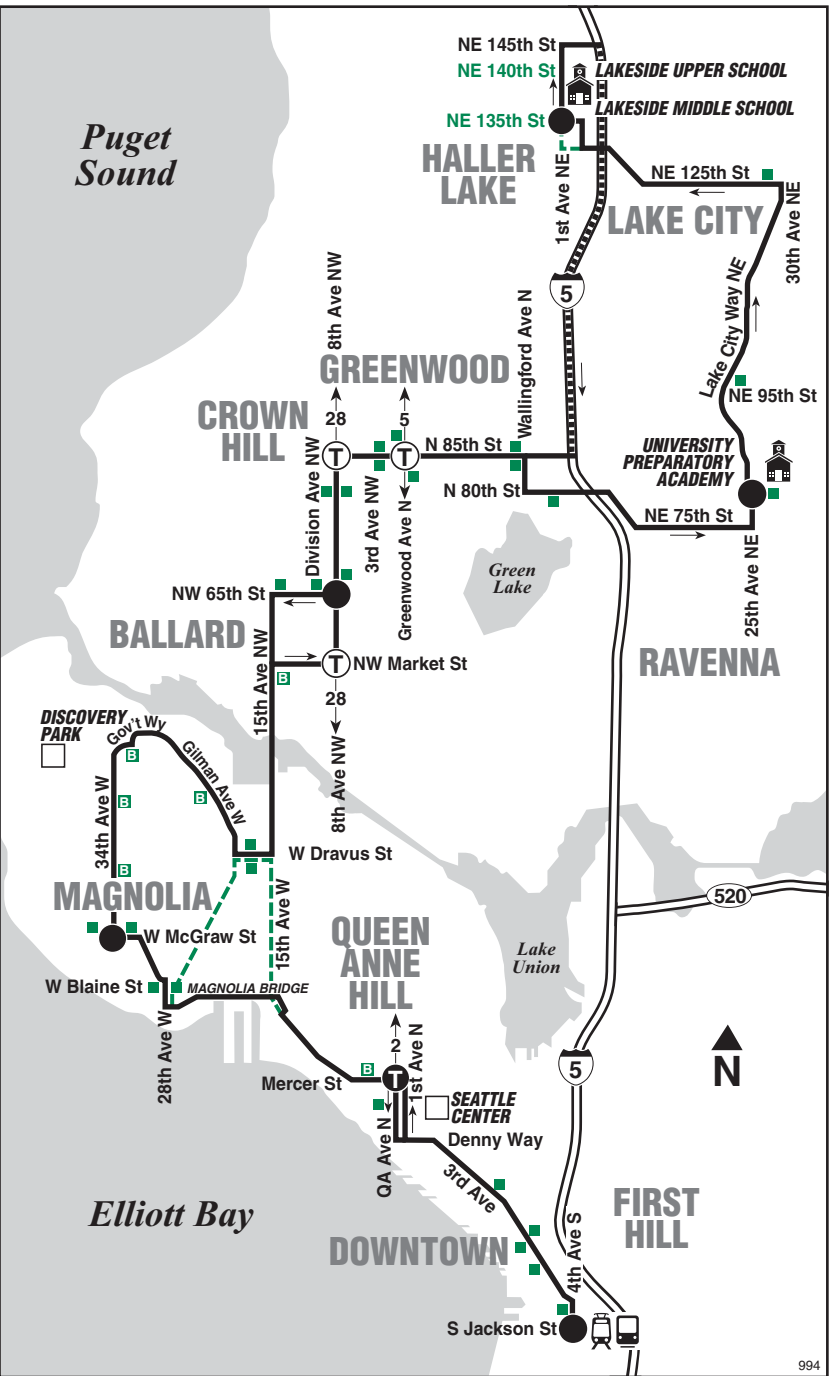 NE 145th St
NE 140th St
LAKESIDE UPPER SCHOOL
LAKESIDE MIDDLE SCHOOL
NE 135th St
Puget
Sound
HALLER
LAKE
1st Ave NE
NE 125th St
LAKE CITY
30th Ave NE
5
Lake City Way NE
8th Ave NW
Wallingford Ave N
GREENWOOD
CROWN
HILL
28
5
T
T
N 85th St
NE 95th St
UNIVERSITY
PREPARATORY
ACADEMY
Division Ave NW
3rd Ave NW
Greenwood Ave N
N 80th St
NE 75th St
25th Ave NE
Green
Lake
NW 65th St
BALLARD
15th Ave NW
B
T
NW Market St
28
8th Ave NW
RAVENNA
DISCOVERY
PARK
Gov't Wy
B
Gilman Ave W
B
B
34th Ave W
B
W Dravus St
MAGNOLIA
15th Ave W
520
W McGraw St
QUEEN
ANNE
HILL
Lake
Union
W Blaine St
MAGNOLIA BRIDGE
28th Ave W
2
1st Ave N
B
T
Mercer St
5
N
SEATTLE
CENTER
QA Ave N
Denny Way
3rd Ave
Elliott Bay
DOWNTOWN
4th Ave S
FIRST
HILL
S Jackson St
994